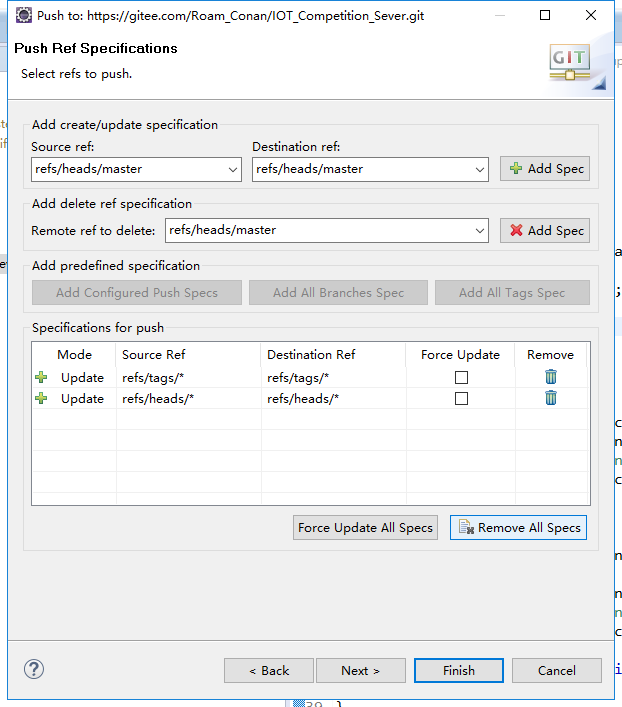 Push to: https://gitee.com/Roam_Conan/IOT_Competition_Sever.git
Push Ref Specifications
Select refs to push.
GIT
Add create/update specification
Source ref: Destination ref:
refs/heads/master refs/heads/master Add Spec
Add delete ref specification
Remote ref to delete: refs/heads/master Add Spec
Add predefined specification
Add Configured Push Specs Add All Branches Spec Add All Tags Spec
Specifications for push
Mode Source Ref Destination Ref Force Update Remove
Update refs/tags/* refs/tags/*
Update refs/heads/* refs/heads/*
Force Update All Specs Remove All Specs
? < Back Next > Finish Cancel